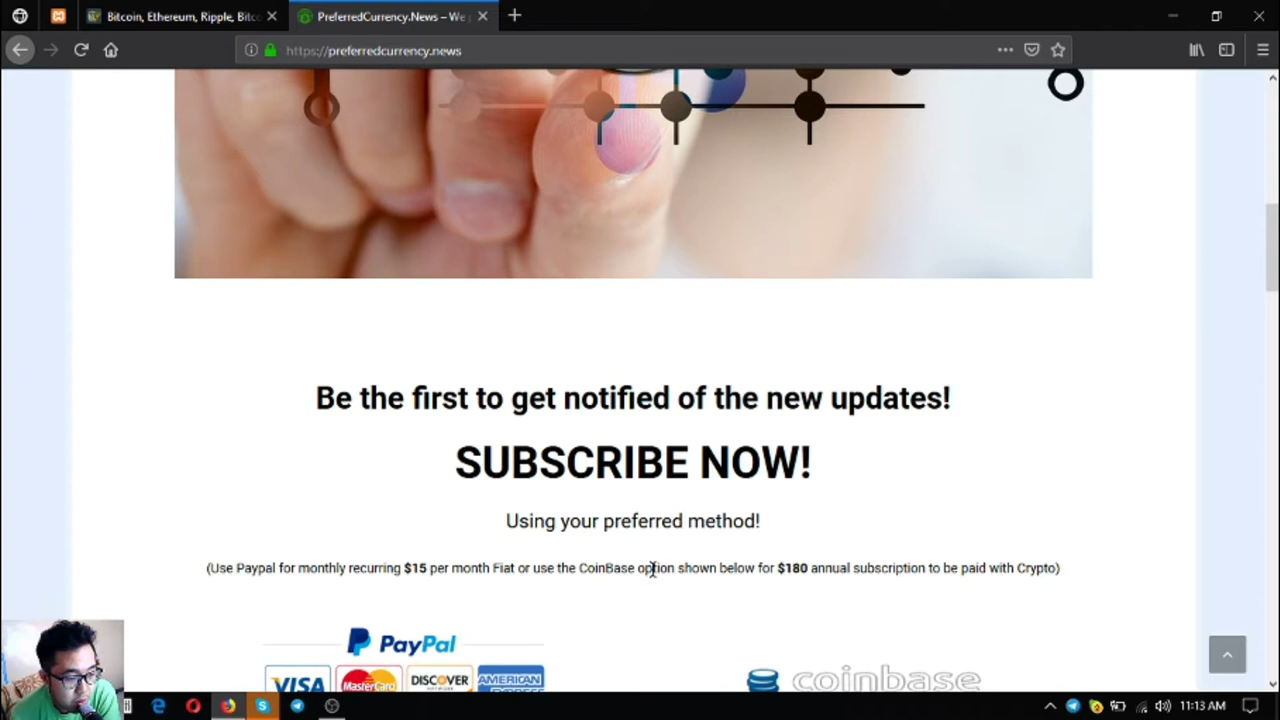 Bitcoin, Ethereum, Ripple, Bitc
PreferredCurrency.News – We
https://preferredcurrency.news
Be the first to get notified of the new updates!
SUBSCRIBE NOW!
Using your preferred method!
(Use Paypal for monthly recurring $15 per month Fiat or use the CoinBase option shown below for $180 annual subscription to be paid with Crypto)
PayPal
coinbase
VISA MasterCard DISCOVER AMERICAN
11:13 AM